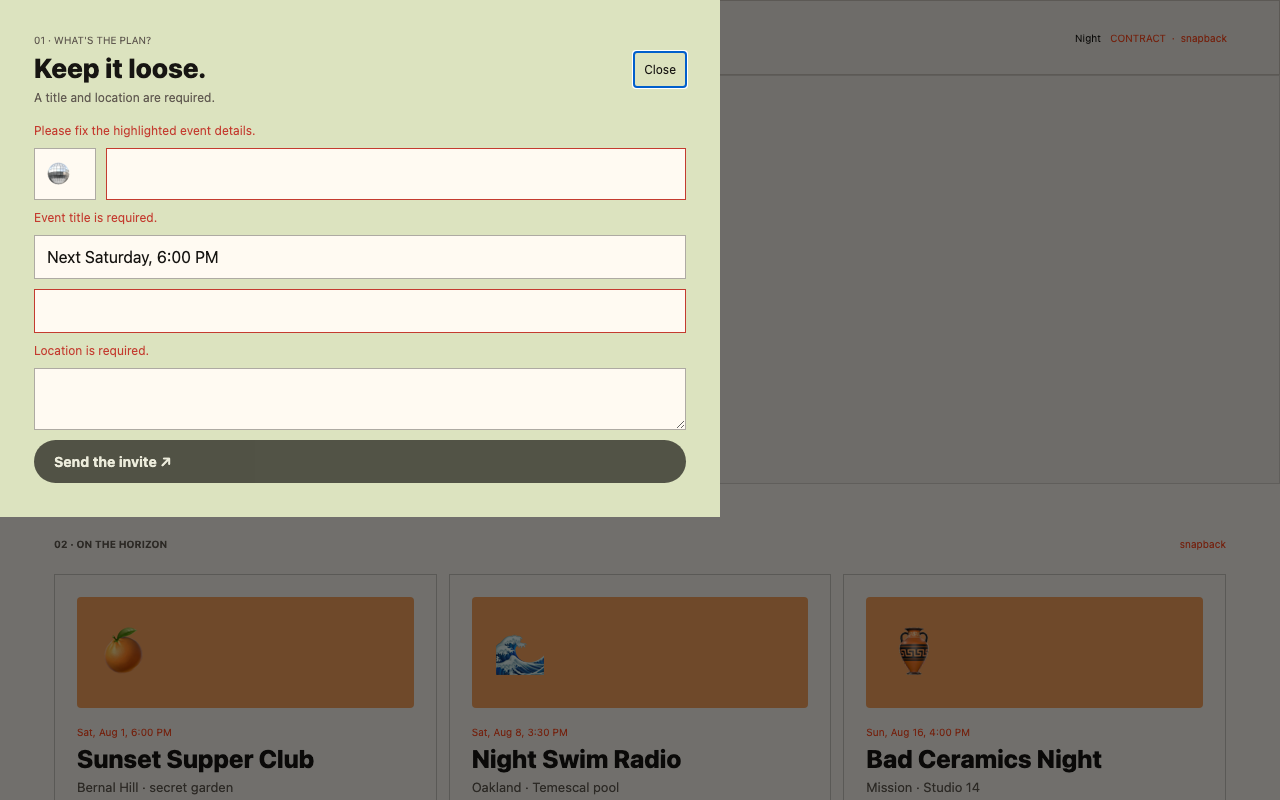 01 · WHAT'S THE PLAN?
Keep it loose.
Close
A title and location are required.
Please fix the highlighted event details.
Event title is required.
Next Saturday, 6:00 PM
Location is required.
Send the invite ↗
Night CONTRACT · snapback
02 · ON THE HORIZON
snapback
Sat, Aug 1, 6:00 PM
Sunset Supper Club
Bernal Hill · secret garden
Sat, Aug 8, 3:30 PM
Night Swim Radio
Oakland · Temescal pool
Sun, Aug 16, 4:00 PM
Bad Ceramics Night
Mission · Studio 14